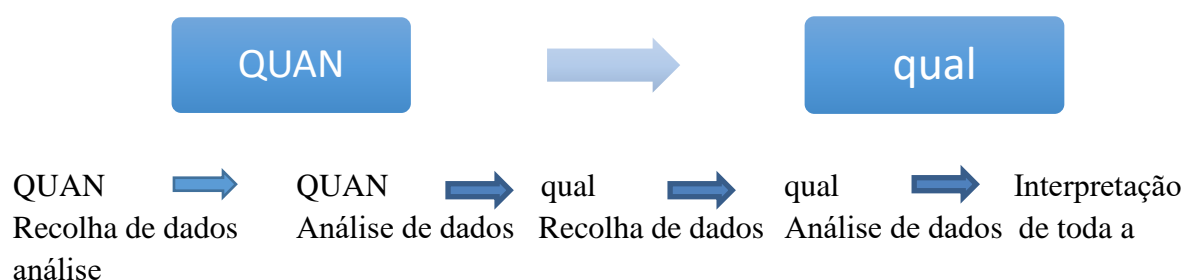 QUAN qual
QUAN QUAN qual qual Interpretação
Recolha de dados Análise de dados Recolha de dados Análise de dados de toda a
análise